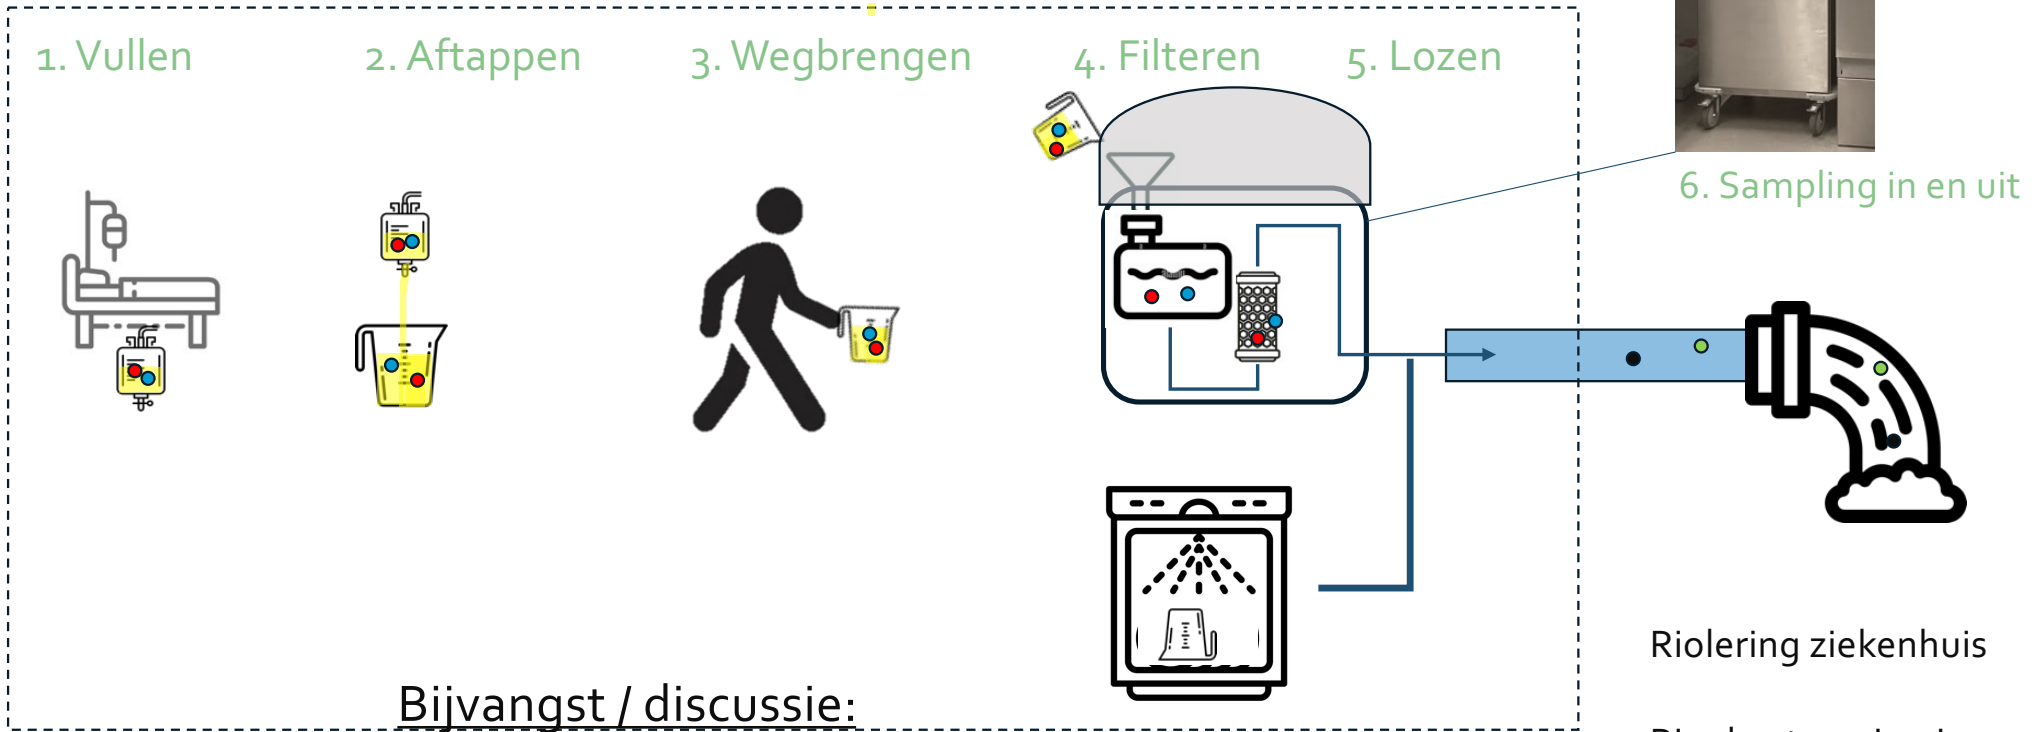 1. Vullen
2. Aftappen
3. Wegbrengen
4. Filteren
5. Lozen
6. Sampling in en uit
Riolering ziekenhuis
Bijvangst / discussie: